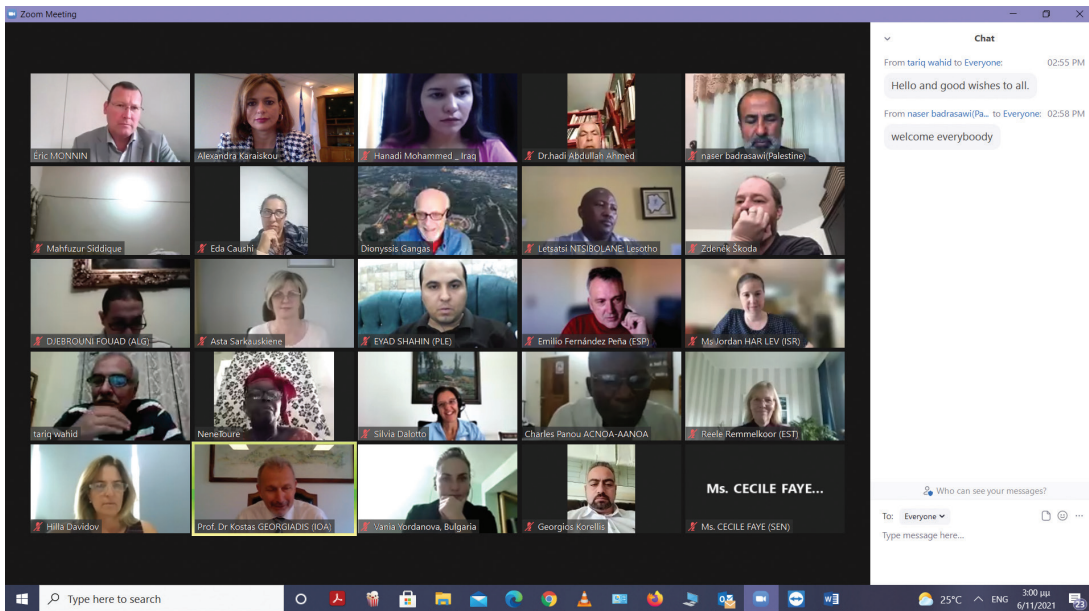 Zoom Meeting
Chat
From tariq wahid to Everyone: 02:55 PM
Hello and good wishes to all.
From naser badrasawi(Pa... to Everyone: 02:58 PM
welcome everyboody
Eric MONNIN
Alexandra Karaiskou
Hanadi Mohammed _ Iraq
Dr.hadi Abdullah Ahmed
naser badrasawi(Palestine)
Mahfuzur Siddique
Eda Caushi
Dionyssis Gangas
Letsatsi NTSIBOLANE: Lesotho
Zdeněk Škoda
DJEBROUNI FOUAD (ALG)
Asta Sarkauskiene
EYAD SHAHIN (PLE)
Emilio Fernández Peña (ESP)
Ms Jordan HAR LEV (ISR)
tariq wahid
NeneToure
Silvia Dalotto
Charles Panou ACNOA-AANOA
Reele Remmelkoor (EST)
Hilla Davidov
Prof. Dr Kostas GEORGIADIS (IOA)
Vania Yordanova, Bulgaria
Georgios Korellis
Ms. CECILE FAYE...
Ms. CECILE FAYE (SEN)
Who can see your messages?
To: Everyone
Type message here...
Type here to search
25°C
ENG
3:00 μμ
6/11/2021
23